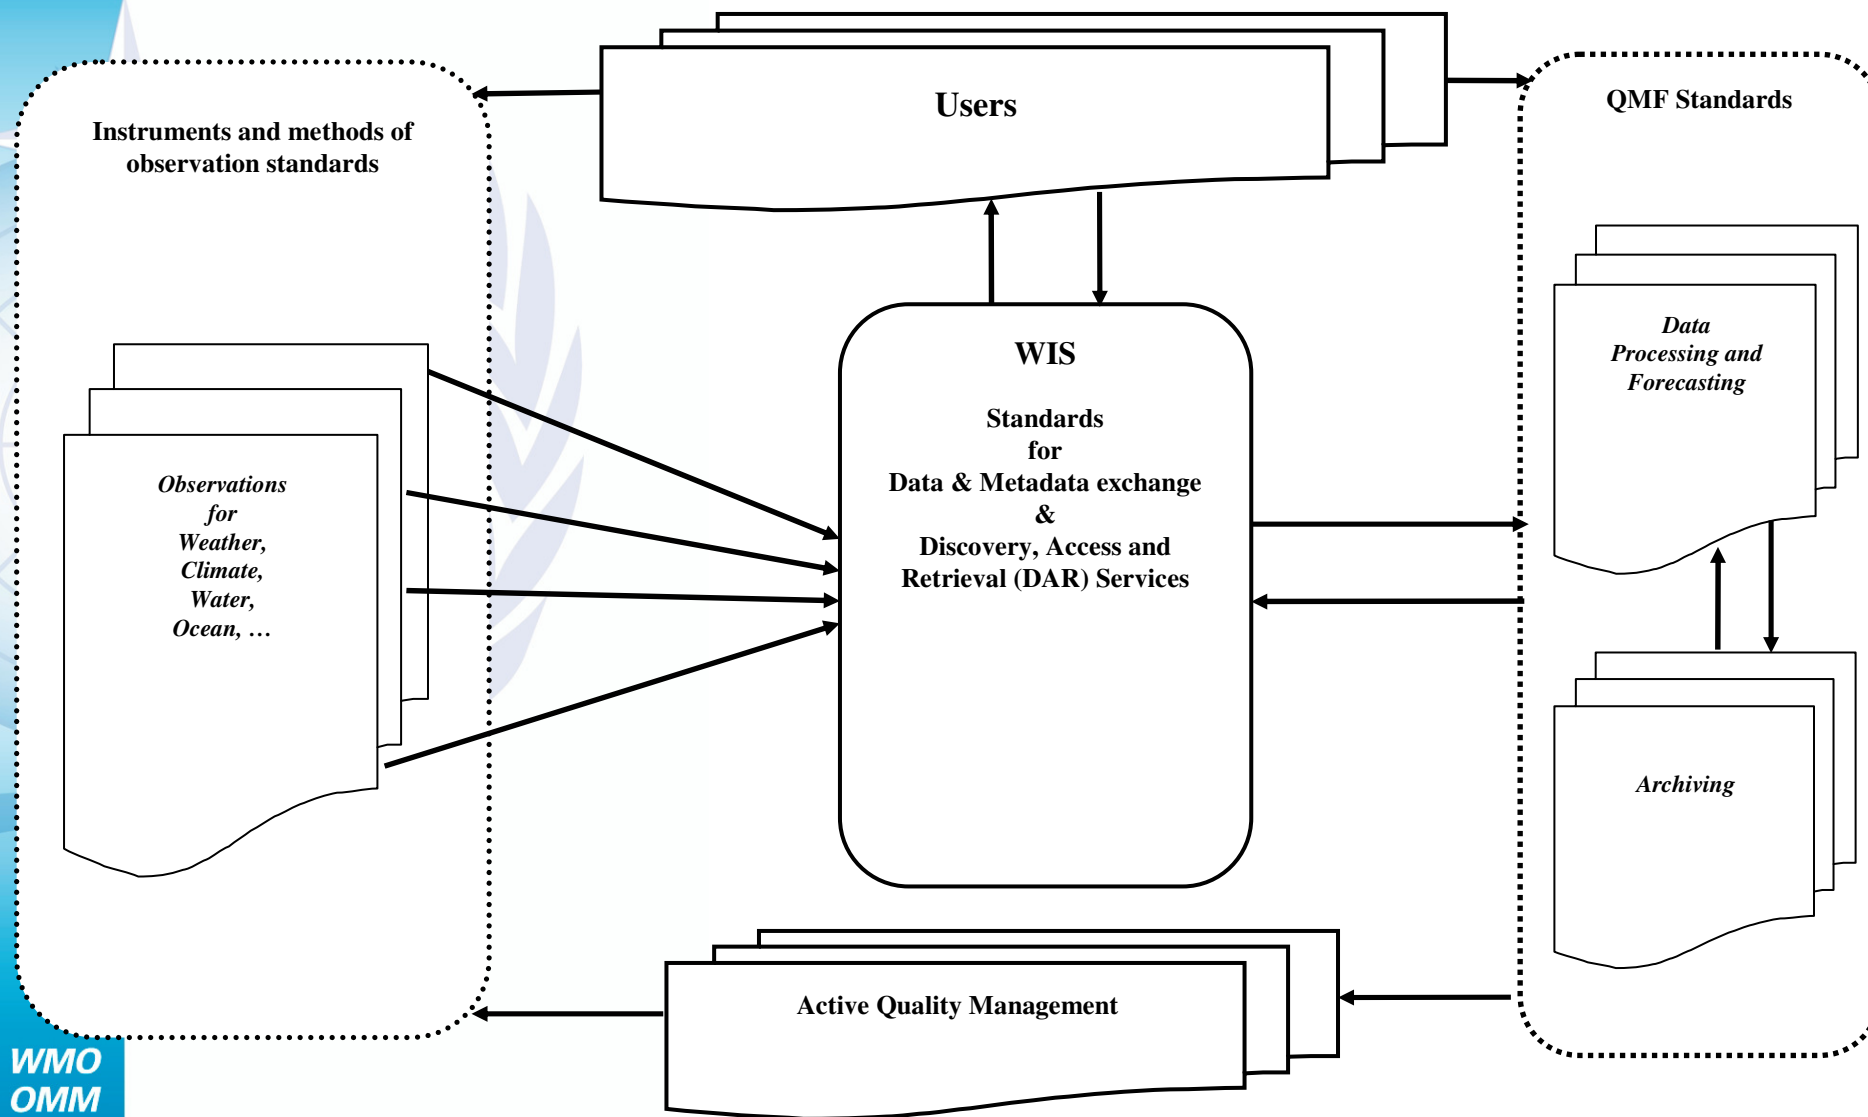 Users
Instruments and methods of
observation standards
QMF Standards
Observations
for
Weather,
Climate,
Water,
Ocean, …
WIS
Standards
for
Data & Metadata exchange
&
Discovery, Access and
Retrieval (DAR) Services
Data
Processing and
Forecasting
Archiving
Active Quality Management
WMO
OMM